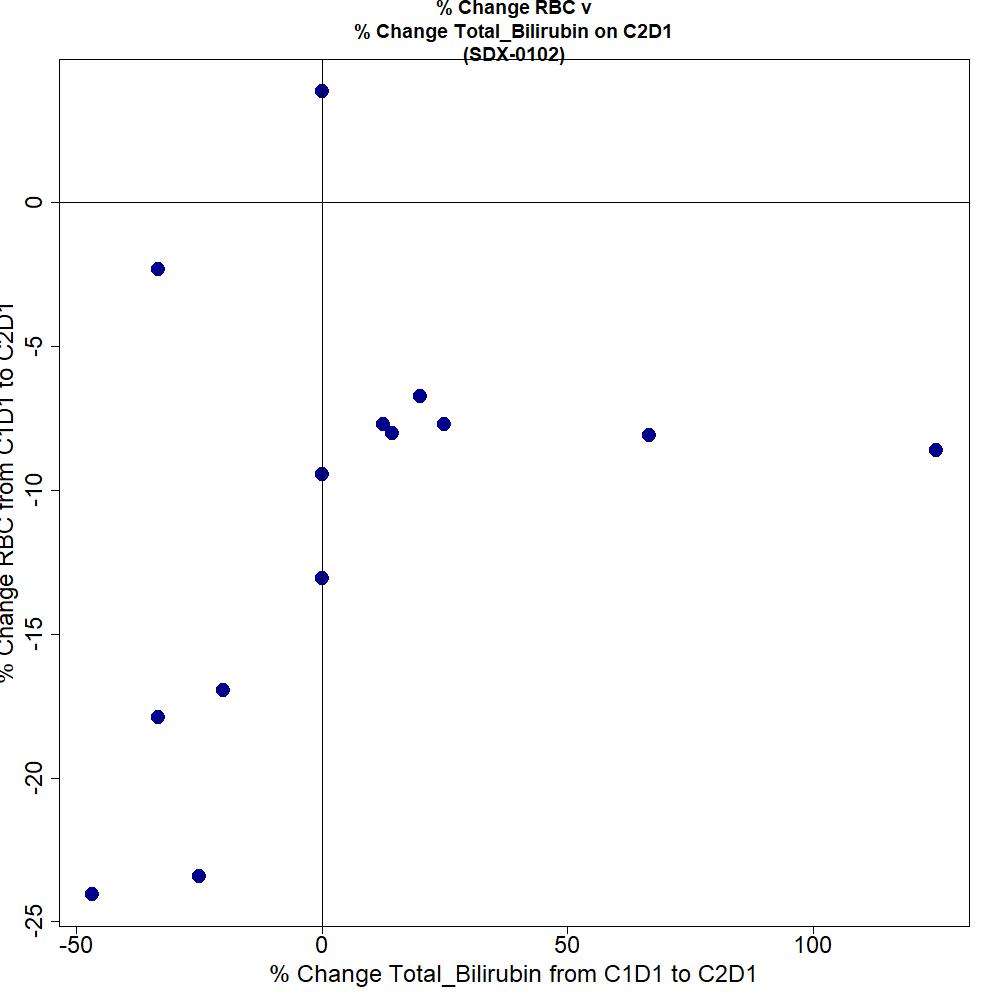 % Change RBC v
% Change Total_Bilirubin on C2D1
(SDX-0102)
% Change RBC from C1D1 to C2D1
0
-5
-10
-15
-20
-25
-50
0
50
100
% Change Total_Bilirubin from C1D1 to C2D1